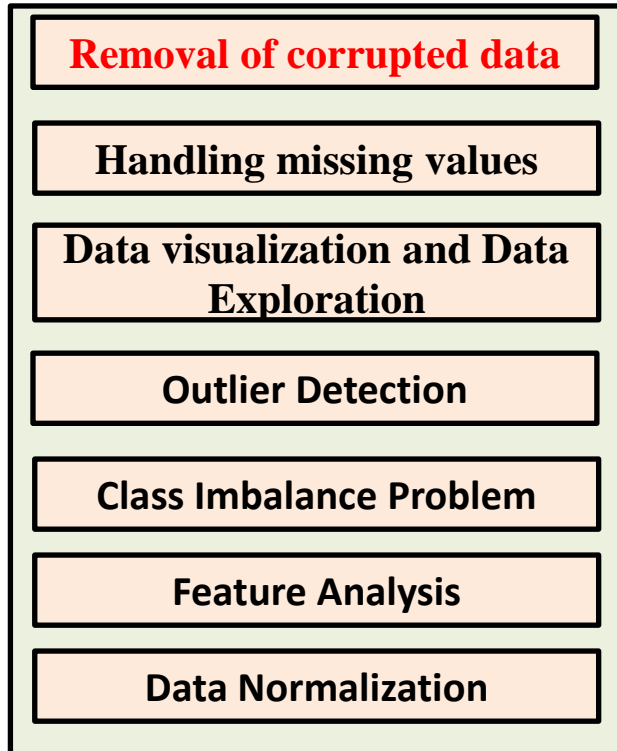 Removal of corrupted data
Handling missing values
Data visualization and Data
Exploration
Outlier Detection
Class Imbalance Problem
Feature Analysis
Data Normalization